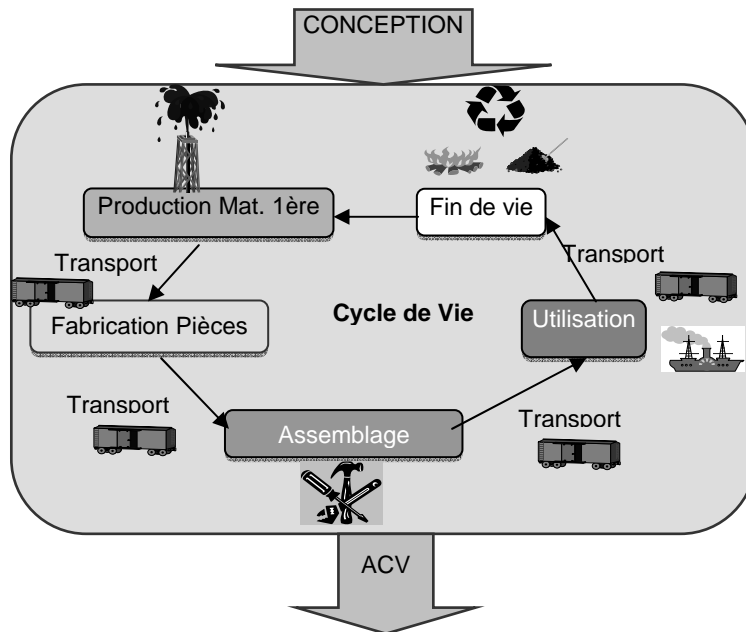 CONCEPTION
Production Mat. 1ère
Fin de vie
Transport
Transport
Fabrication Pièces
Cycle de Vie
Utilisation
Transport
Assemblage
Transport
ACV